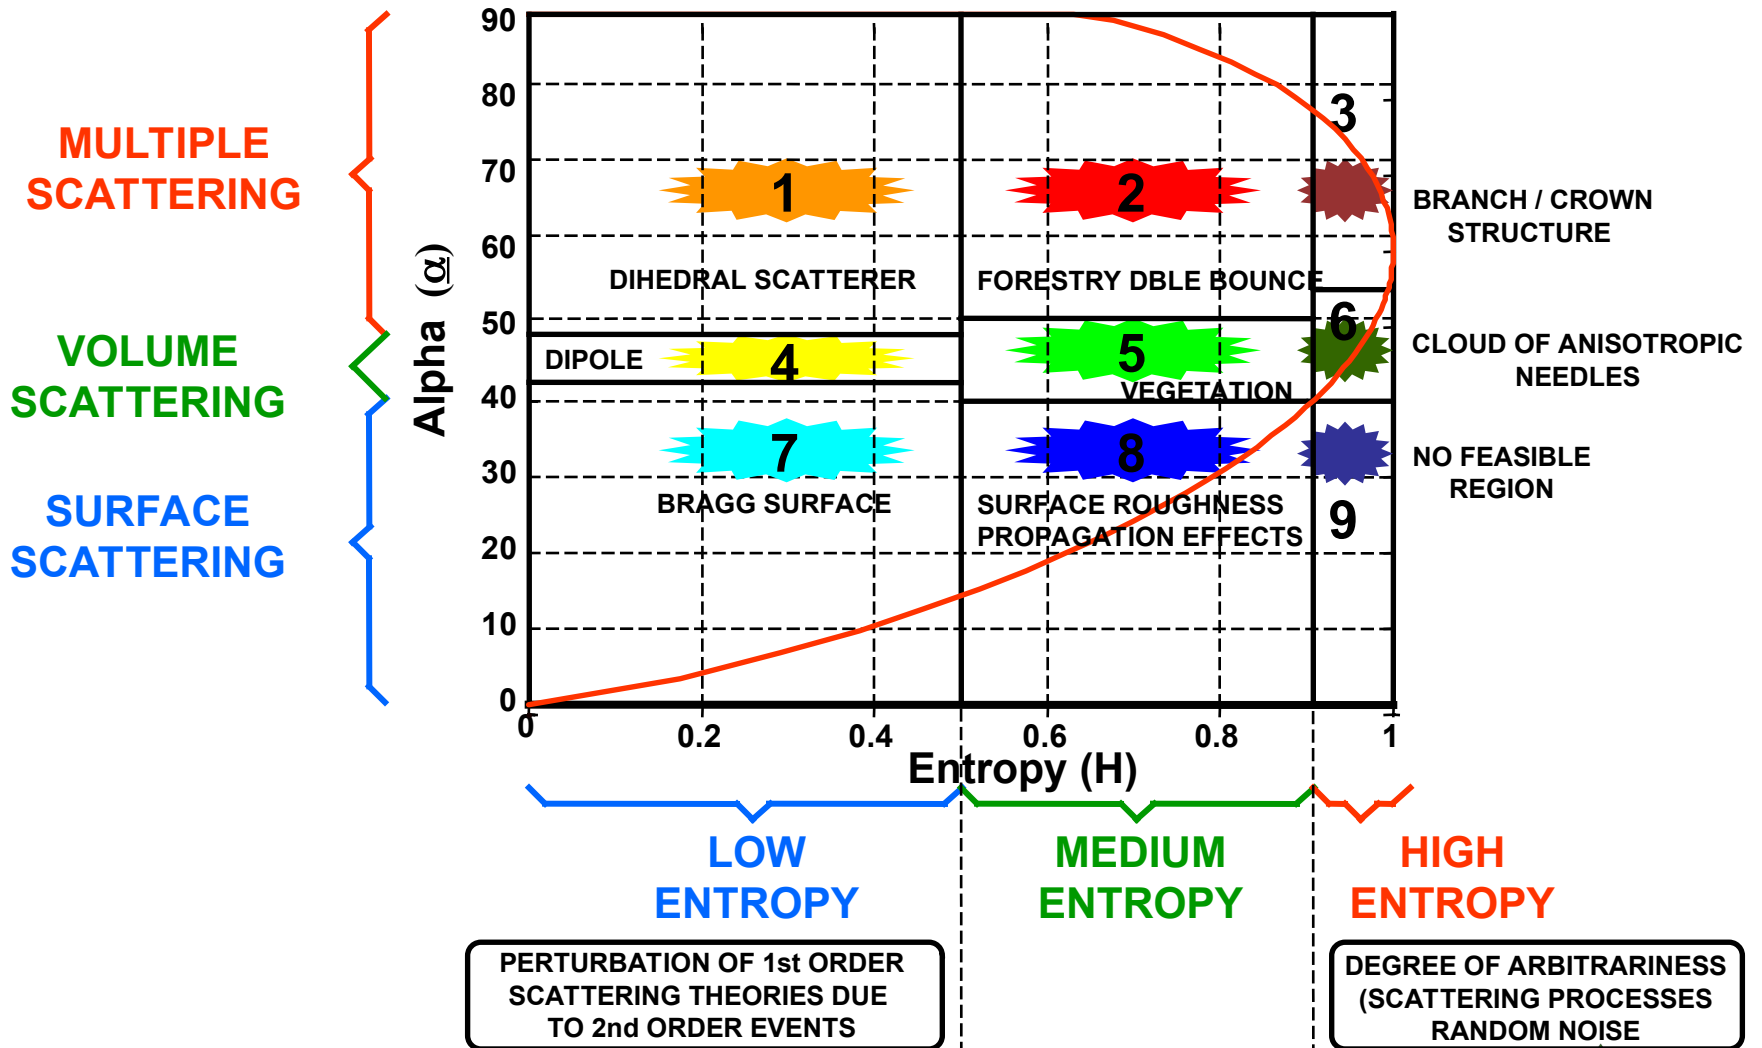 MULTIPLE
SCATTERING
VOLUME
SCATTERING
SURFACE
SCATTERING
Alpha (α)
90
80
70
60
50
40
30
20
10
0
1
2
3
DIHEDRAL SCATTERER
FORESTRY DBLE BOUNCE
BRANCH / CROWN
STRUCTURE
DIPOLE
4
5
6
VEGETATION
CLOUD OF ANISOTROPIC
NEEDLES
7
8
9
BRAGG SURFACE
SURFACE ROUGHNESS
PROPAGATION EFFECTS
NO FEASIBLE
REGION
0
0.2
0.4
0.6
0.8
1
Entropy (H)
LOW
ENTROPY
MEDIUM
ENTROPY
HIGH
ENTROPY
PERTURBATION OF 1st ORDER
SCATTERING THEORIES DUE
TO 2nd ORDER EVENTS
DEGREE OF ARBITRARINESS
(SCATTERING PROCESSES
RANDOM NOISE